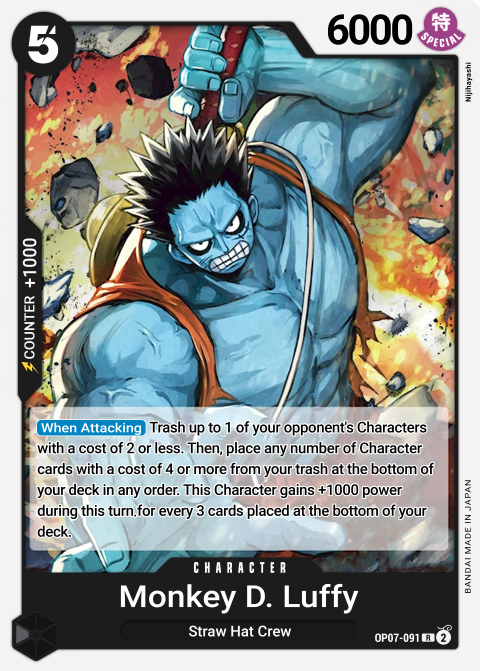 5
6000
特
SPECIAL
Nijihayashi
COUNTER +1000
When Attacking Trash up to 1 of your opponent's Characters
with a cost of 2 or less. Then, place any number of Character
cards with a cost of 4 or more from your trash at the bottom of
your deck in any order. This Character gains +1000 power
during this turn for every 3 cards placed at the bottom of your
deck.
BANDAI MADE IN JAPAN
CHARACTER
Monkey D. Luffy
Straw Hat Crew
OP07-091 R 2